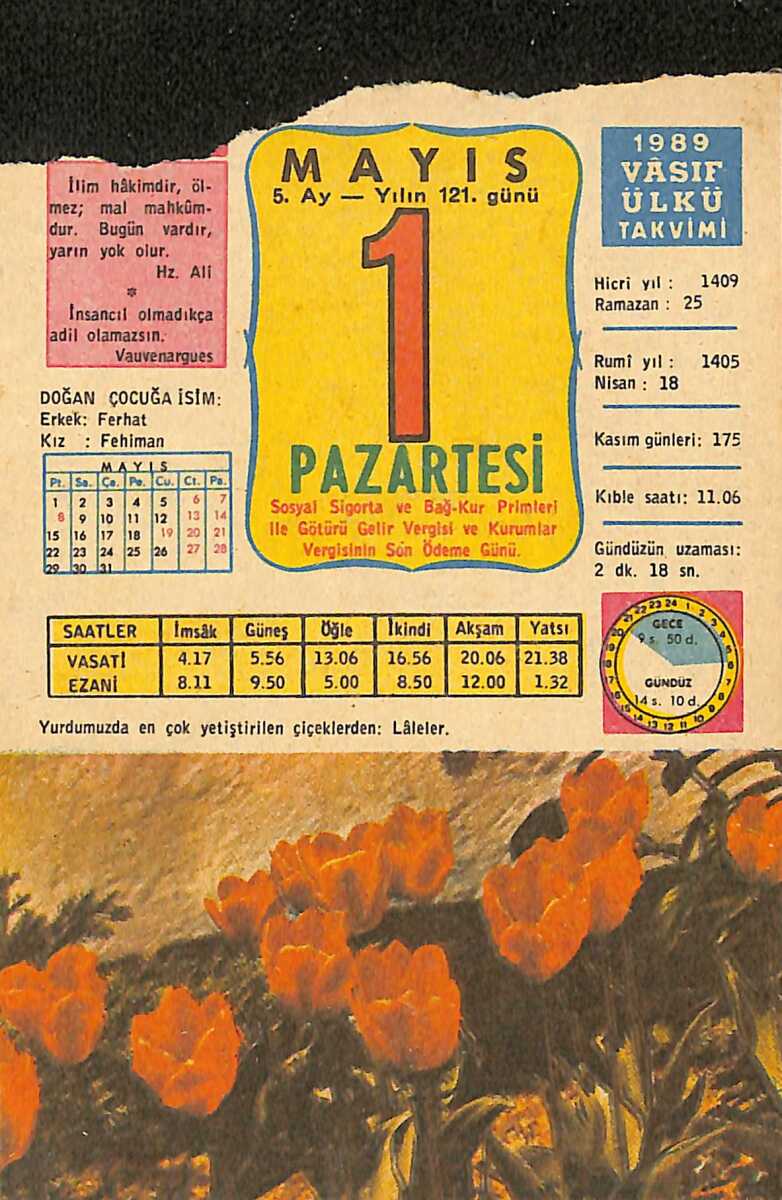 İlim hâkimdir, öl-
mez; mal mahkûm-
dur. Bugün vardır,
yarın yok olur.
Hz. Ali
İnsancıl olmadıkça
adil olamazsın.
Vauvenargues
DOĞAN ÇOCUĞA İSİM:
Erkek: Ferhat
Kız : Fehiman
MAYIS
Pt. Sa. Ça. Pe. Cu. Ct. Pa.
1 2 3 4 5 6 7
8 9 10 11 12 13 14
15 16 17 18 19 20 21
22 23 24 25 26 27 28
29 30 31
MAYIS
5. Ay — Yılın 121. günü
1
PAZARTESİ
Sosyal Sigorta ve Bağ-Kur Primleri
ile Götürü Gelir Vergisi ve Kurumlar
Vergisinin Son Ödeme Günü.
1989
VÂSIF
ÜLKÜ
TAKVİMİ
Hicrî yıl : 1409
Ramazan : 25
Rumî yıl : 1405
Nisan : 18
Kasım günleri: 175
Kıble saatı: 11.06
Gündüzün uzaması:
2 dk. 18 sn.
SAATLER İmsâk Güneş Öğle İkindi Akşam Yatsı
VASATİ 4.17 5.56 13.06 16.56 20.06 21.38
EZANİ 8.11 9.50 5.00 8.50 12.00 1.32
GECE
9 s. 50 d.
GÜNDÜZ
14 s. 10 d.
Yurdumuzda en çok yetiştirilen çiçeklerden: Lâleler.